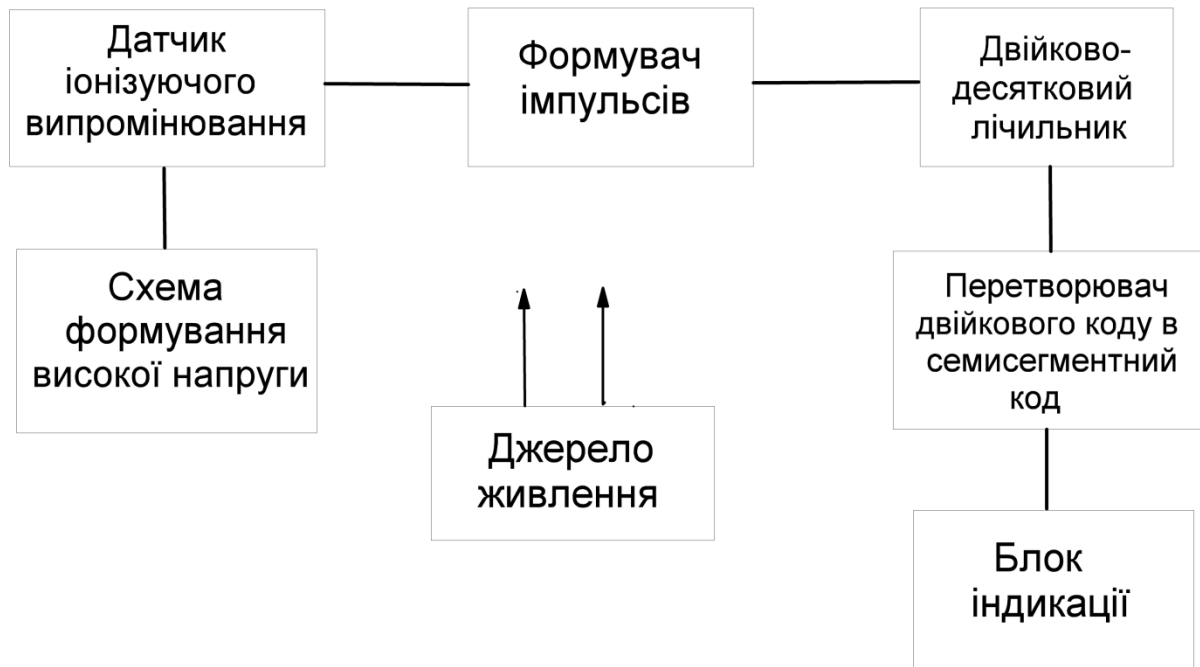 Датчик
іонізуючого
випромінювання
Формувач
імпульсів
Двійково-
десятковий
лічильник
Схема
формування
високої напруги
Перетворювач
двійкового коду в
семисегментний
код
Джерело
живлення
Блок
індикації